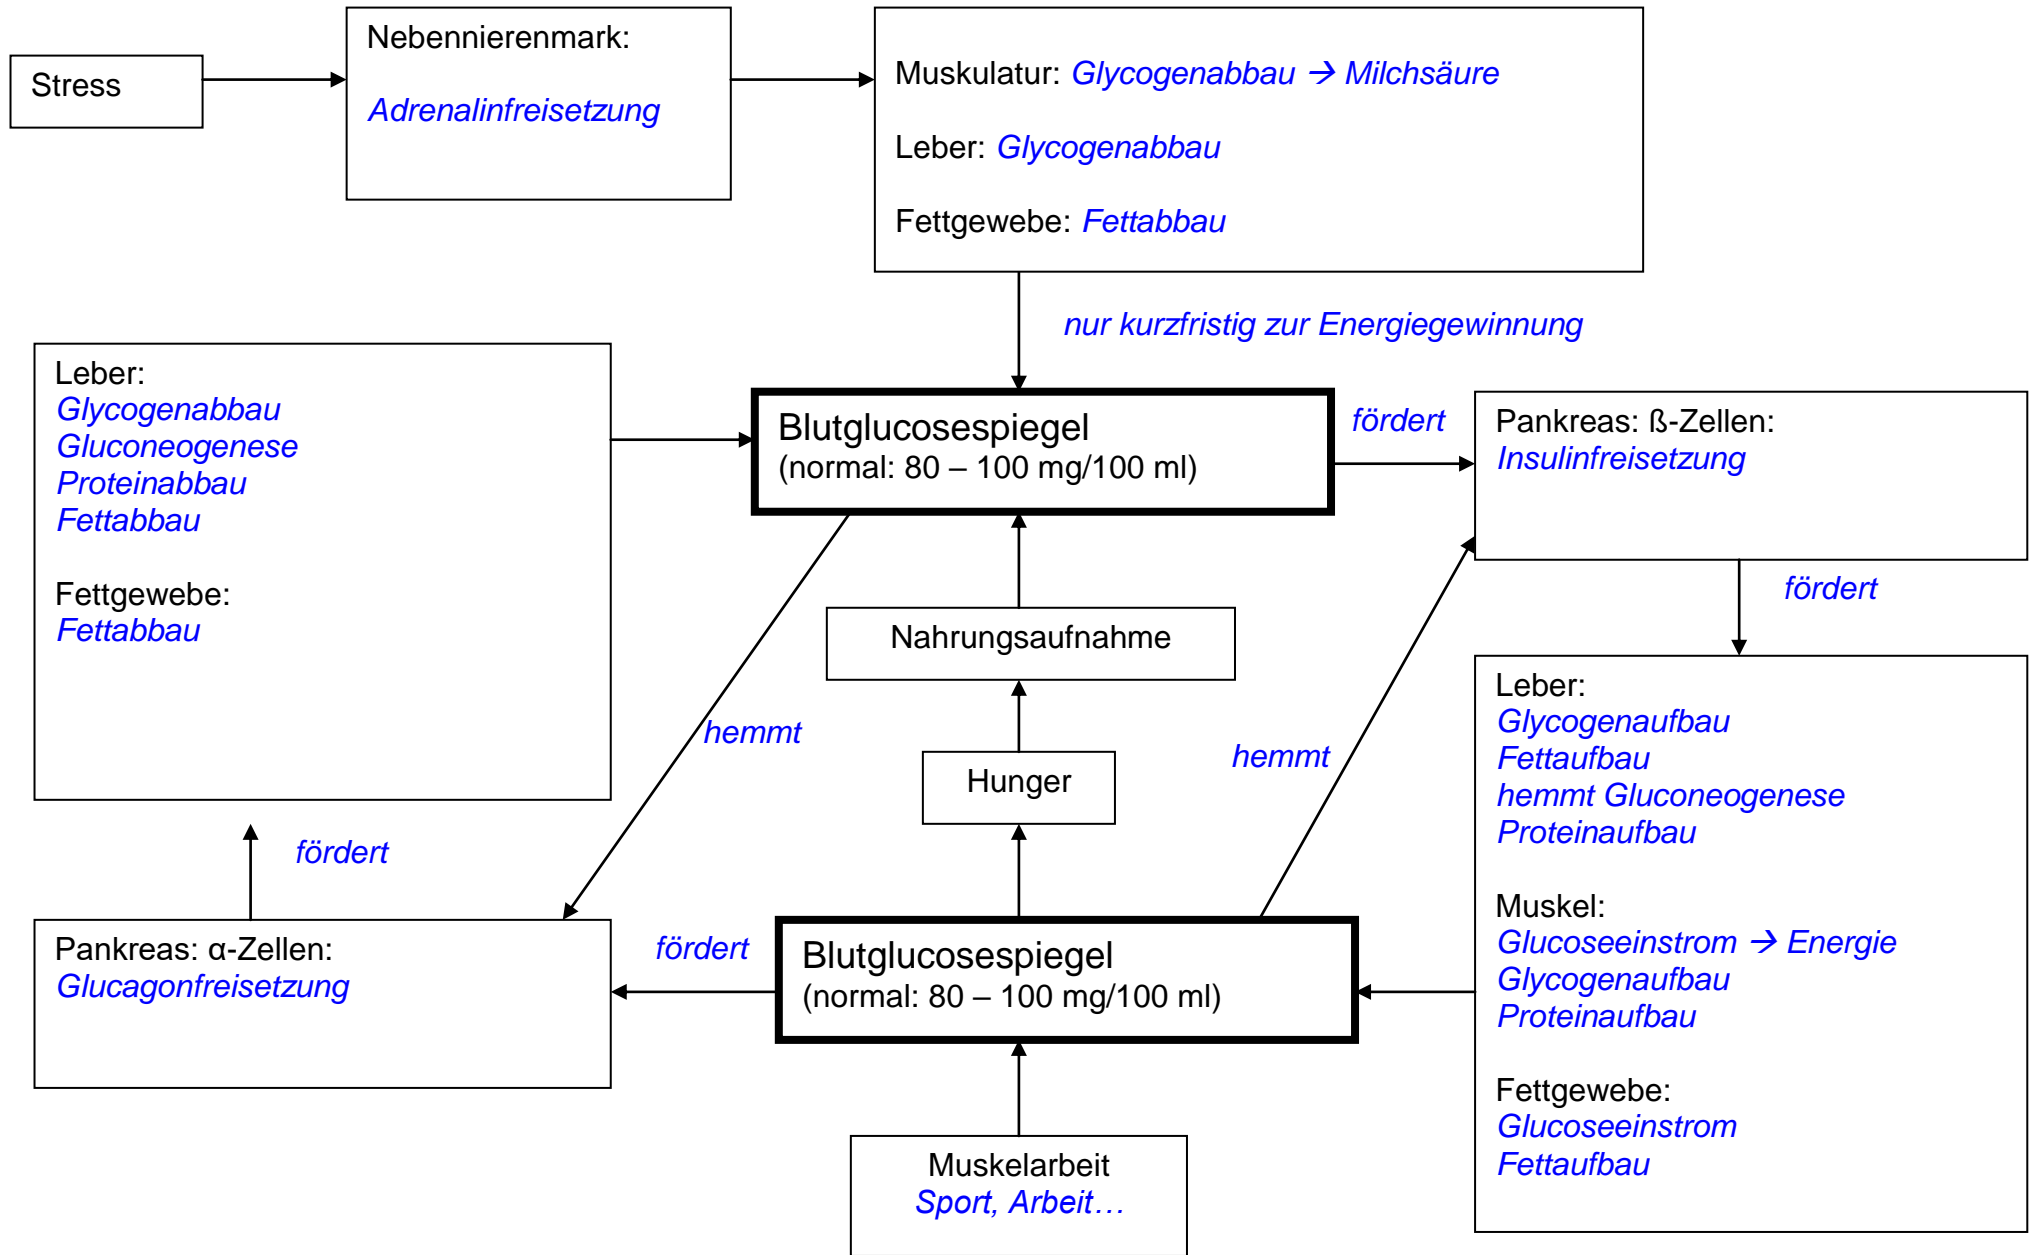 Stress
Nebennierenmark:
Adrenalinfreisetzung
Muskulatur: Glycogenabbau → Milchsäure
Leber: Glycogenabbau
Fettgewebe: Fettabbau
nur kurzfristig zur Energiegewinnung
Leber:
Glycogenabbau
Gluconeogenese
Proteinabbau
Fettabbau
Fettgewebe:
Fettabbau
Blutglucosespiegel
(normal: 80 – 100 mg/100 ml)
fördert
Pankreas: ß-Zellen:
Insulinfreisetzung
fördert
Nahrungsaufnahme
hemmt
Hunger
hemmt
Leber:
Glycogenaufbau
Fettaufbau
hemmt Gluconeogenese
Proteinaufbau
Muskel:
Glucoseeinstrom → Energie
Glycogenaufbau
Proteinaufbau
Fettgewebe:
Glucoseeinstrom
Fettaufbau
fördert
Pankreas: α-Zellen:
Glucagonfreisetzung
fördert
Blutglucosespiegel
(normal: 80 – 100 mg/100 ml)
Muskelarbeit
Sport, Arbeit…